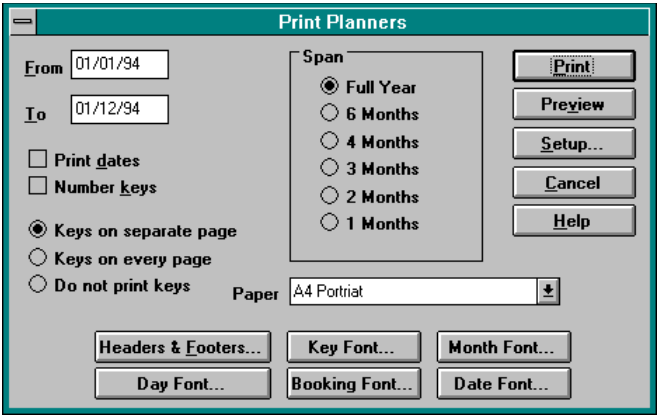 Print Planners
From 01/01/94
To 01/12/94
Print dates
Number keys
Keys on separate page
Keys on every page
Do not print keys
Span
Full Year
6 Months
4 Months
3 Months
2 Months
1 Months
Print
Preview
Setup...
Cancel
Help
Paper A4 Portriat
Headers & Footers... Key Font... Month Font...
Day Font... Booking Font... Date Font...